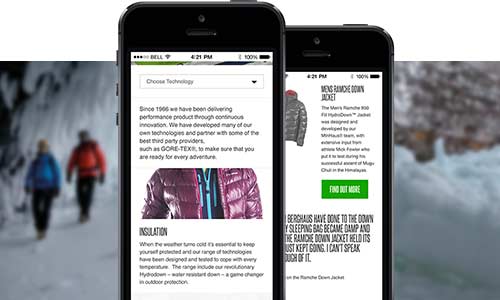 BELL 4:21 PM 100%
Choose Technology
Since 1966 we have been delivering
performance product through continuous
innovation. We have developed many of our
own technologies and partner with some of the
best third party providers,
such as GORE-TEX®, to make sure that you
are ready for every adventure.
INSULATION
When the weather turns cold it's essential to keep
yourself protected and our range of technologies
have been designed and tested to cope with every
temperature. The range include our revolutionary
Hydrodown – water resistant down – a game changer
in outdoor protection.
4:21 PM 100%
MENS RAMCHE DOWN
JACKET
The Men's Ramche 850
Fill HydroDown™ Jacket
was designed and
developed by our
MtnHaus® team, with
extensive input from
athlete Mick Fowler who
put it to test during his
successful ascent of Mugu
Chuli in the Himalayas.
FIND OUT MORE
BERGHAUS HAVE DONE TO THE DOWN
Y SLEEPING BAG BECAME DAMP AND
THE RAMCHE DOWN JACKET HELD ITS
UST KEPT GOING. I CAN'T SPEAK
OUGH OF IT.
on the Ramche Down Jacket